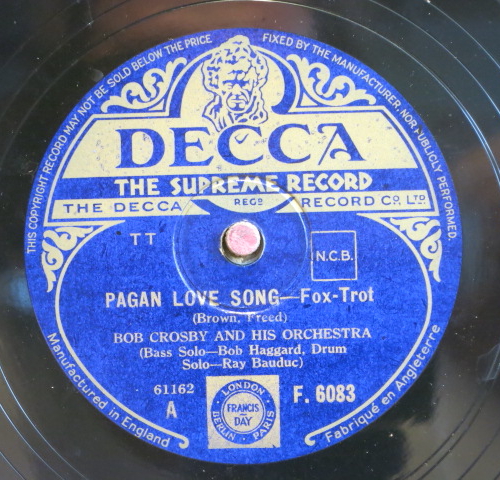 THIS COPYRIGHT RECORD MAY NOT BE SOLD BELOW THE PRICE FIXED BY THE MANUFACTURER, NOR PUBLICLY PERFORMED.
DECCA
THE SUPREME RECORD
THE DECCA REGD RECORD CO. LTD.
TT
N.C.B.
PAGAN LOVE SONG—Fox-Trot
(Brown, Freed)
BOB CROSBY AND HIS ORCHESTRA
(Bass Solo—Bob Haggard, Drum
Solo—Ray Bauduc)
61162
A
LONDON
FRANCIS
DAY
BERLIN PARIS
F. 6083
Manufactured in England
Fabriqué en Angleterre